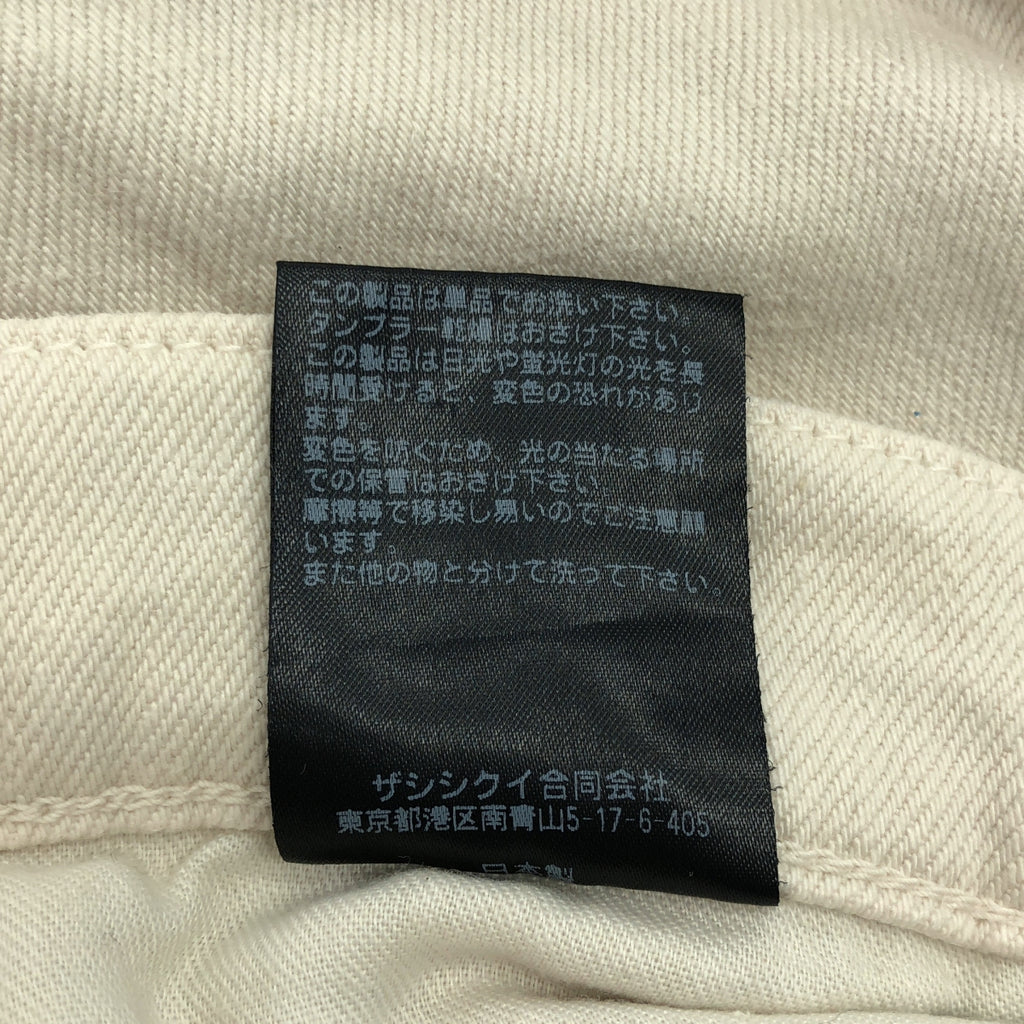 この製品は単品でお洗い下さい。
タンブラー乾燥はおさけ下さい。
この製品は日光や蛍光灯の光を長
時間受けると、変色の恐れがあり
ます。
変色を防ぐため、光の当たる場所
での保管はおさけ下さい。
摩擦等で移染し易いのでご注意願
います。
また他の物と分けて洗って下さい。
ザシシクイ合同会社
東京都港区南青山5-17-6-405
日本製